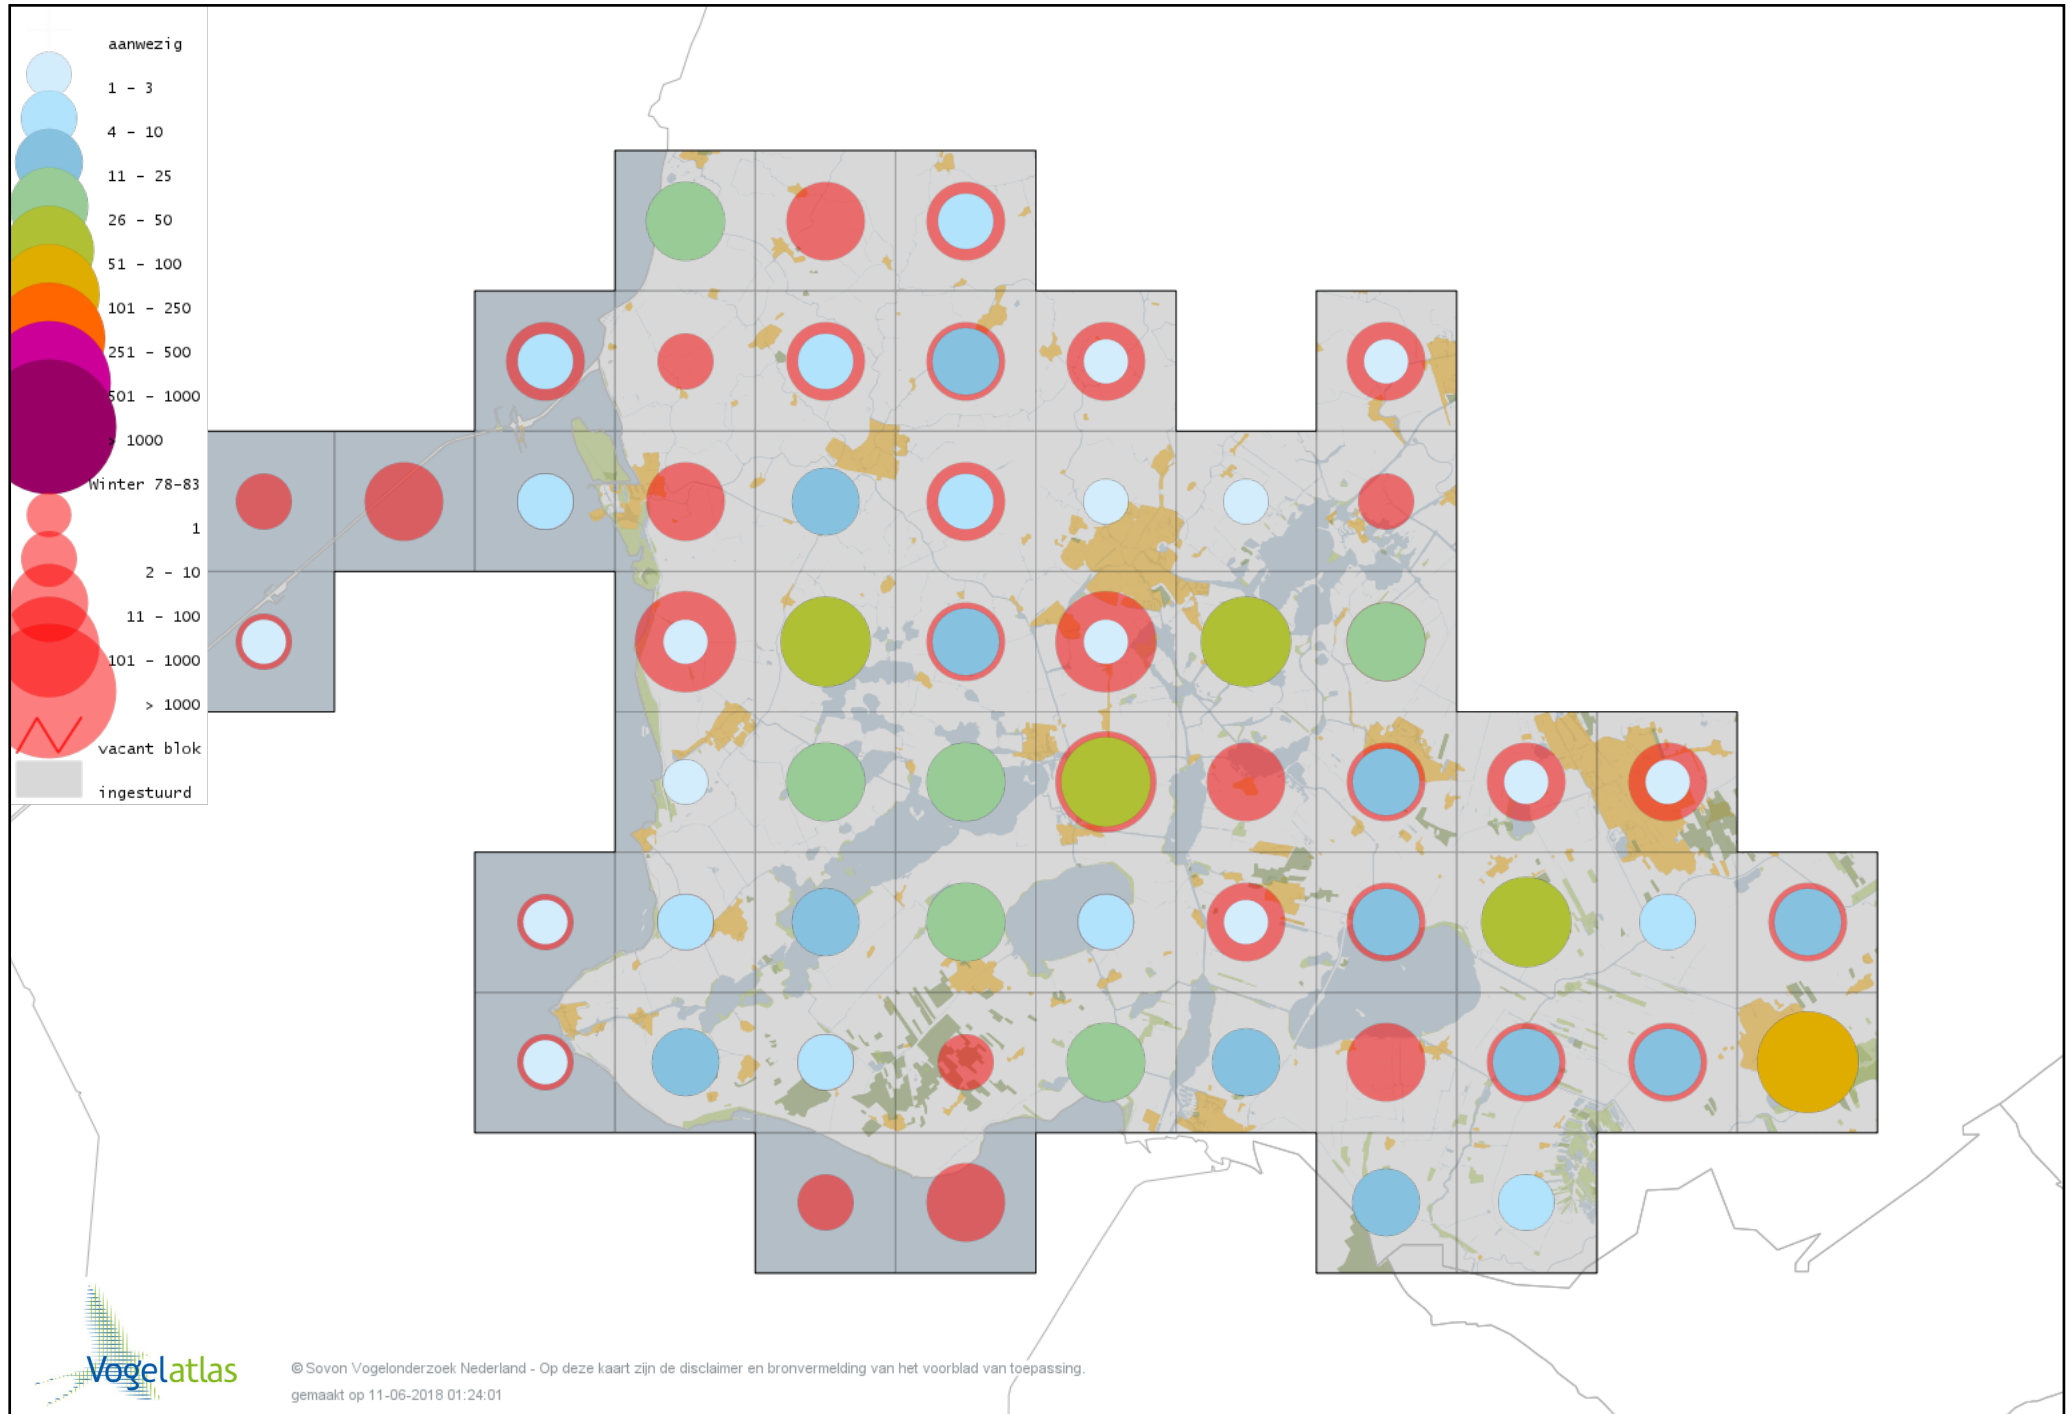 aanwezig
1 - 3
4 - 10
11 - 25
26 - 50
51 - 100
101 - 250
251 - 500
501 - 1000
> 1000
Winter 78-83
1
2 - 10
11 - 100
101 - 1000
> 1000
vacant blok
ingestuurd
Vogelatlas
© Sovon Vogelonderzoek Nederland - Op deze kaart zijn de disclaimer en bronvermelding van het voorblad van toepassing.
gemaakt op 11-06-2018 01:24:01